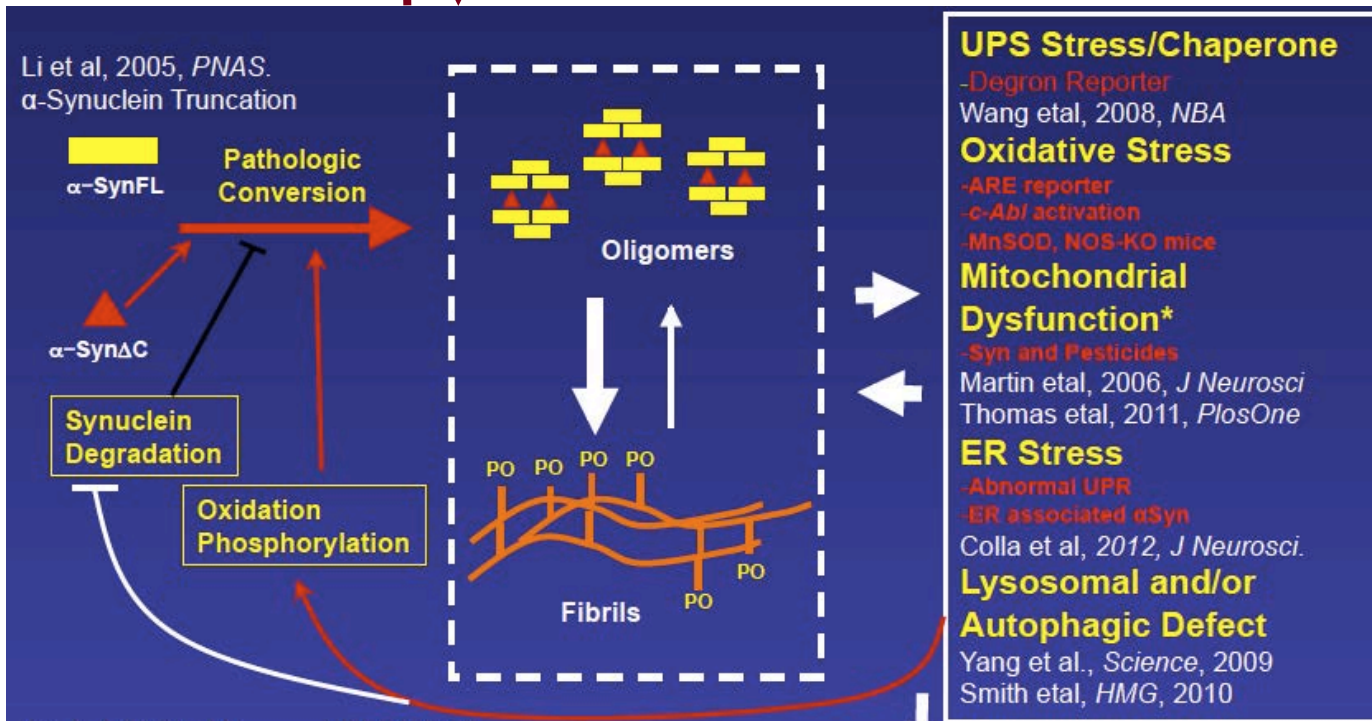 Li et al, 2005, PNAS.
α-Synuclein Truncation
α-SynFL
Pathologic
Conversion
α-SynΔC
Synuclein
Degradation
Oxidation
Phosphorylation
Oligomers
PO
PO
PO
PO
PO
PO
PO
Fibrils
UPS Stress/Chaperone
-Degron Reporter
Wang etal, 2008, NBA
Oxidative Stress
-ARE reporter
-c-Abl activation
-MnSOD, NOS-KO mice
Mitochondrial
Dysfunction*
-Syn and Pesticides
Martin etal, 2006, J Neurosci
Thomas etal, 2011, PlosOne
ER Stress
-Abnormal UPR
-ER associated αSyn
Colla et al, 2012, J Neurosci.
Lysosomal and/or
Autophagic Defect
Yang et al., Science, 2009
Smith etal, HMG, 2010